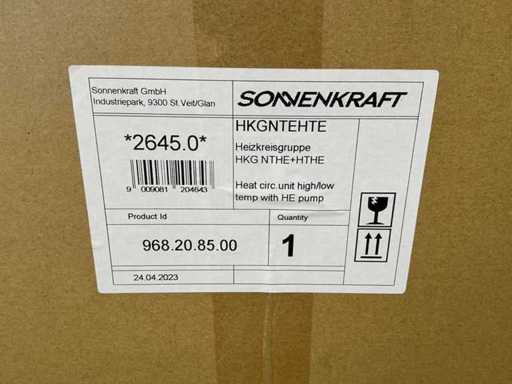 Sonnenkraft GmbH
Industriepark, 9300 St.Veit/Glan
SONNENKRAFT
*2645.0*
9 009081 204643
HKGNTEHTE
Heizkreisgruppe
HKG NTHE+HTHE
Heat circ.unit high/low
temp with HE pump
Product Id
968.20.85.00
Quantity
1
24.04.2023